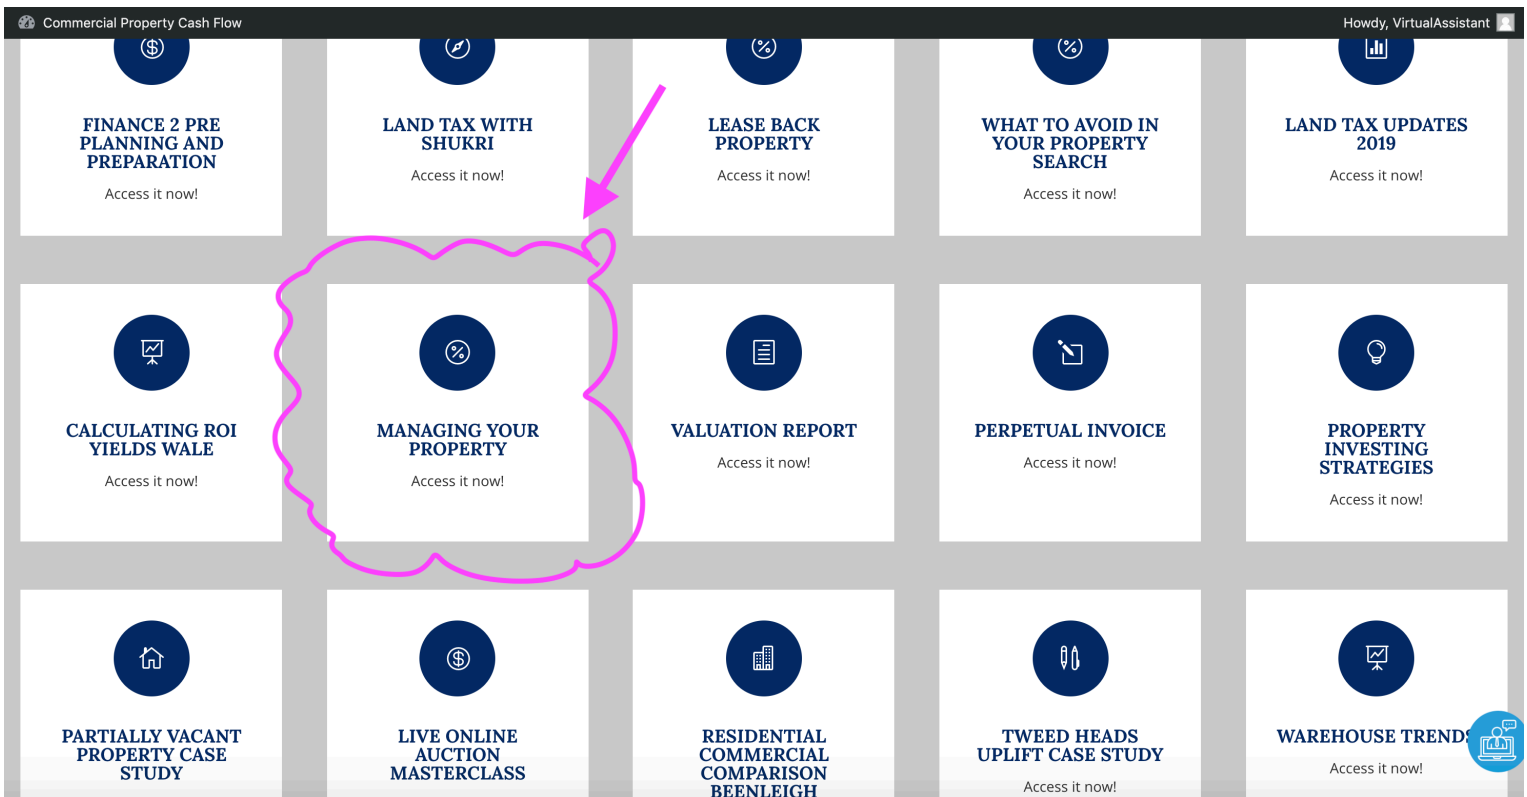 Commercial Property Cash Flow
Howdy, VirtualAssistant
FINANCE 2 PRE
PLANNING AND
PREPARATION
Access it now!
LAND TAX WITH
SHUKRI
Access it now!
LEASE BACK
PROPERTY
Access it now!
WHAT TO AVOID IN
YOUR PROPERTY
SEARCH
Access it now!
LAND TAX UPDATES
2019
Access it now!
CALCULATING ROI
YIELDS WALE
Access it now!
MANAGING YOUR
PROPERTY
Access it now!
VALUATION REPORT
Access it now!
PERPETUAL INVOICE
Access it now!
PROPERTY
INVESTING
STRATEGIES
Access it now!
PARTIALLY VACANT
PROPERTY CASE
STUDY
LIVE ONLINE
AUCTION
MASTERCLASS
RESIDENTIAL
COMMERCIAL
COMPARISON
BEENLEIGH
TWEED HEADS
UPLIFT CASE STUDY
Access it now!
WAREHOUSE TRENDS
Access it now!